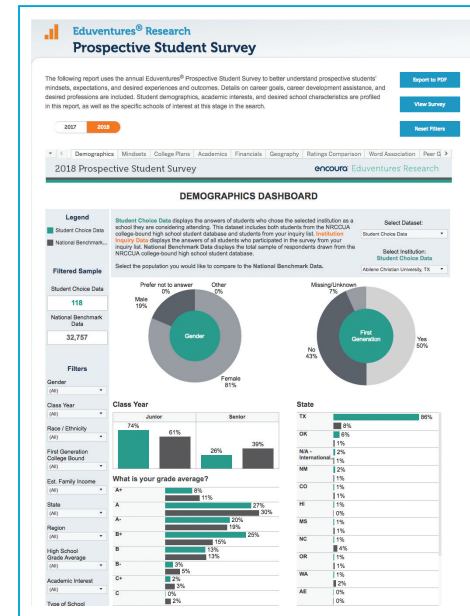 Eduventures® Research
Prospective Student Survey
The following report uses the annual Eduventures® Prospective Student Survey to better understand prospective students'
mindsets, expectations, and desired experiences and outcomes. Details on career goals, career development assistance, and
desired professions are included. Student demographics, academic interests, and desired school characteristics are profiled
in this report, as well as the specific schools of interest at this stage in the search.
Export to PDF
View Survey
Reset Filters
2017 2018
Demographics Mindsets College Plans Academics Financials Geography Ratings Comparison Word Association Peer G
2018 Prospective Student Survey
encoura Eduventures Research
DEMOGRAPHICS DASHBOARD
Legend
Student Choice Data
National Benchmark...
Student Choice Data displays the answers of students who chose the selected institution as a
school they are considering attending. This dataset includes both students from the NRCCUA
college-bound high school student database and students from your inquiry list. Institution
Inquiry Data displays the answers of all students who participated in the survey from your
inquiry list. National Benchmark Data displays the total sample of respondents drawn from the
NRCCUA college-bound high school student database.
Select the population you would like to compare to the National Benchmark Data.
Select Dataset:
Student Choice Data
Select Institution:
Student Choice Data
Abilene Christian University, TX
Filtered Sample
Student Choice Data
118
National Benchmark
Data
32,757
Filters
Gender
(All)
Class Year
(All)
Race / Ethnicity
(All)
First Generation
College Bound
(All)
Est. Family Income
(All)
State
(All)
Region
(All)
High School
Grade Average
(All)
Academic Interest
(All)
Type of School
Prefer not to answer
0%
Other
0%
Male
19%
Gender
Female
81%
Missing/Unknown
7%
First
Generation
No
43%
Yes
50%
Class Year
Junior Senior
74%
61%
26%
39%
What is your grade average?
A+ 8%
11%
A 27%
30%
A- 20%
19%
B+ 25%
15%
B 13%
13%
B- 3%
5%
C+ 2%
3%
C 0%
2%
State
TX 86%
8%
OK 6%
1%
N/A - 2%
International... 1%
NM 2%
1%
CO 1%
1%
HI 1%
0%
MS 1%
1%
NC 1%
4%
OR 1%
1%
WA 1%
2%
AE 0%
0%